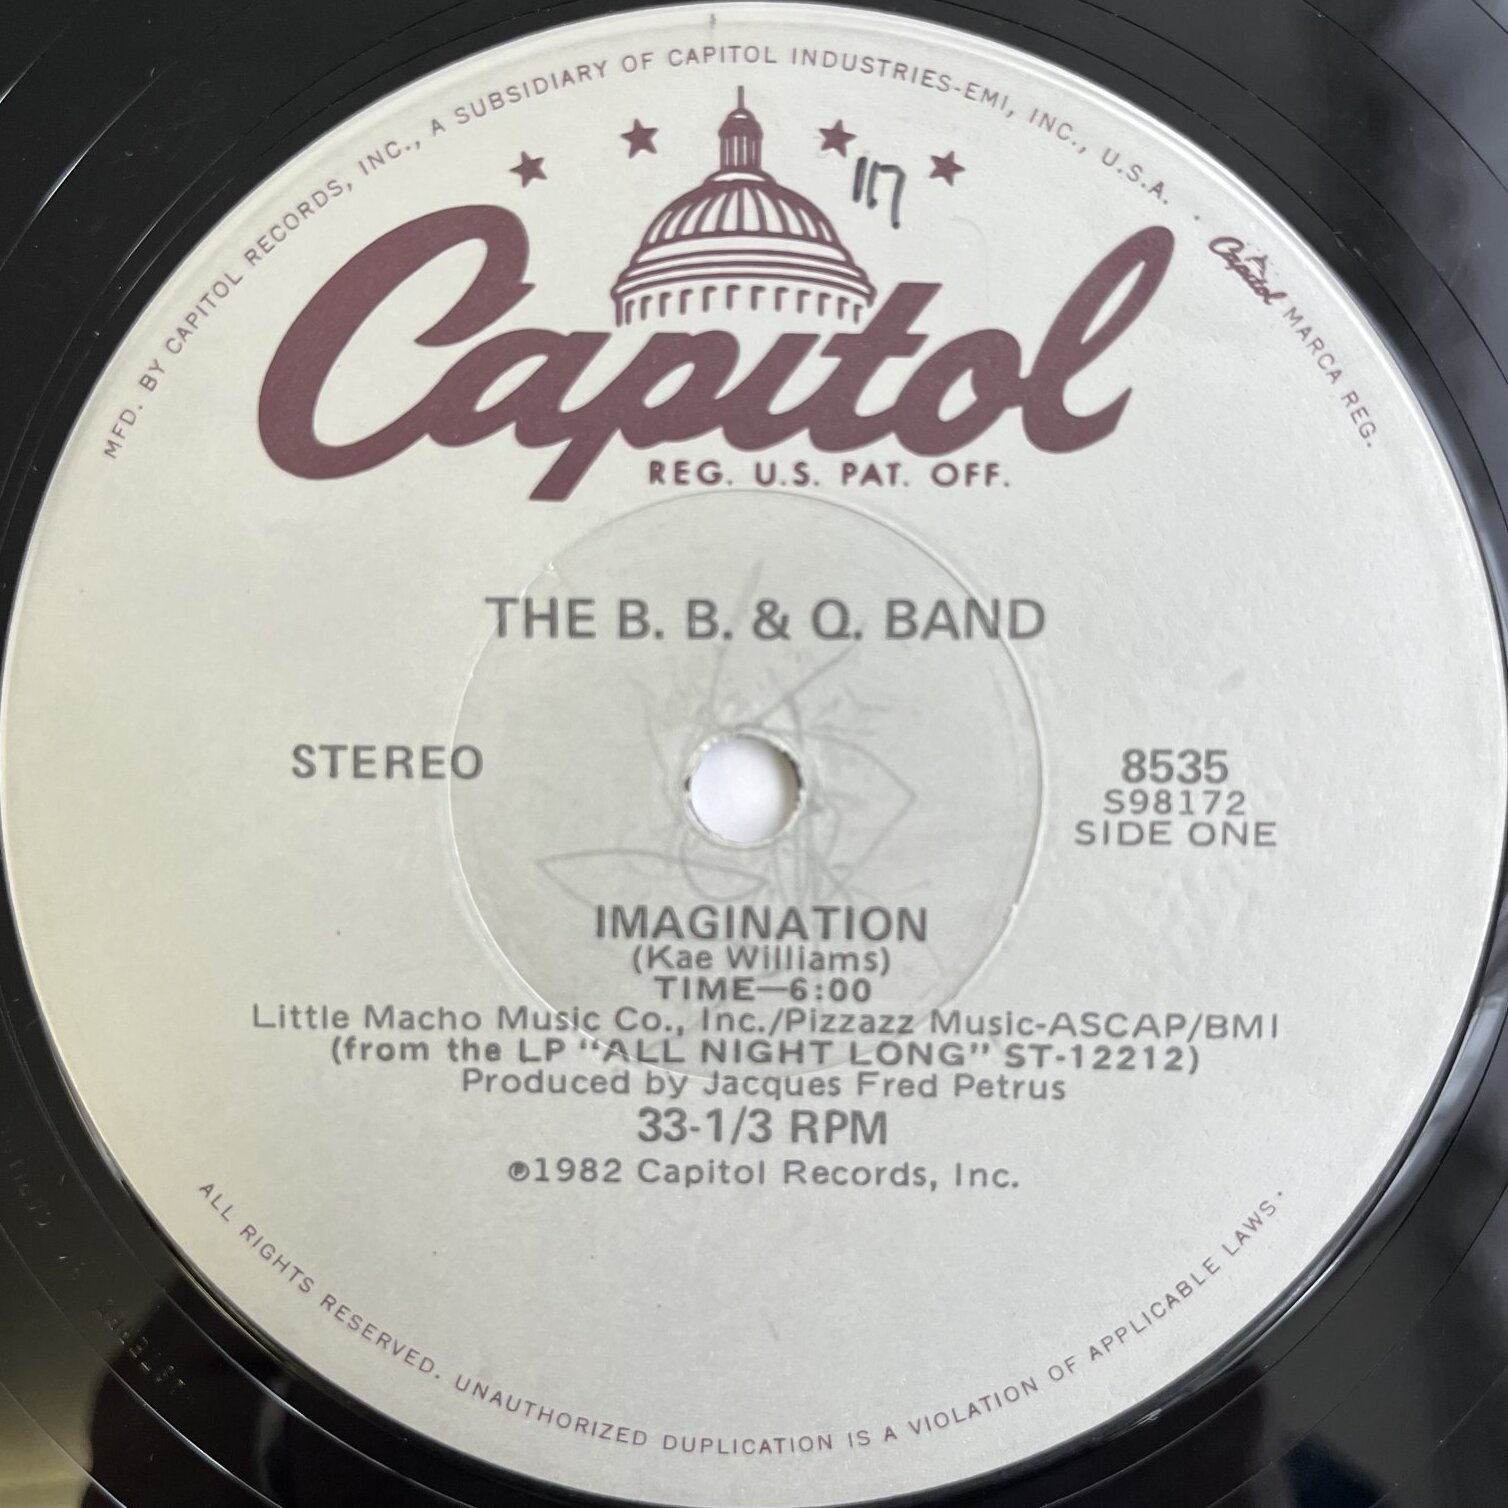 MFD. BY CAPITOL RECORDS, INC., A SUBSIDIARY OF CAPITOL INDUSTRIES-EMI, INC., U.S.A. . Capitol MARCA REG.
117
Capitol
REG. U.S. PAT. OFF.
THE B. B. & Q. BAND
STEREO
8535
S98172
SIDE ONE
IMAGINATION
(Kae Williams)
TIME—6:00
Little Macho Music Co., Inc./Pizzazz Music-ASCAP/BMI
(from the LP “ALL NIGHT LONG” ST-12212)
Produced by Jacques Fred Petrus
33-1/3 RPM
℗1982 Capitol Records, Inc.
ALL RIGHTS RESERVED. UNAUTHORIZED DUPLICATION IS A VIOLATION OF APPLICABLE LAWS.